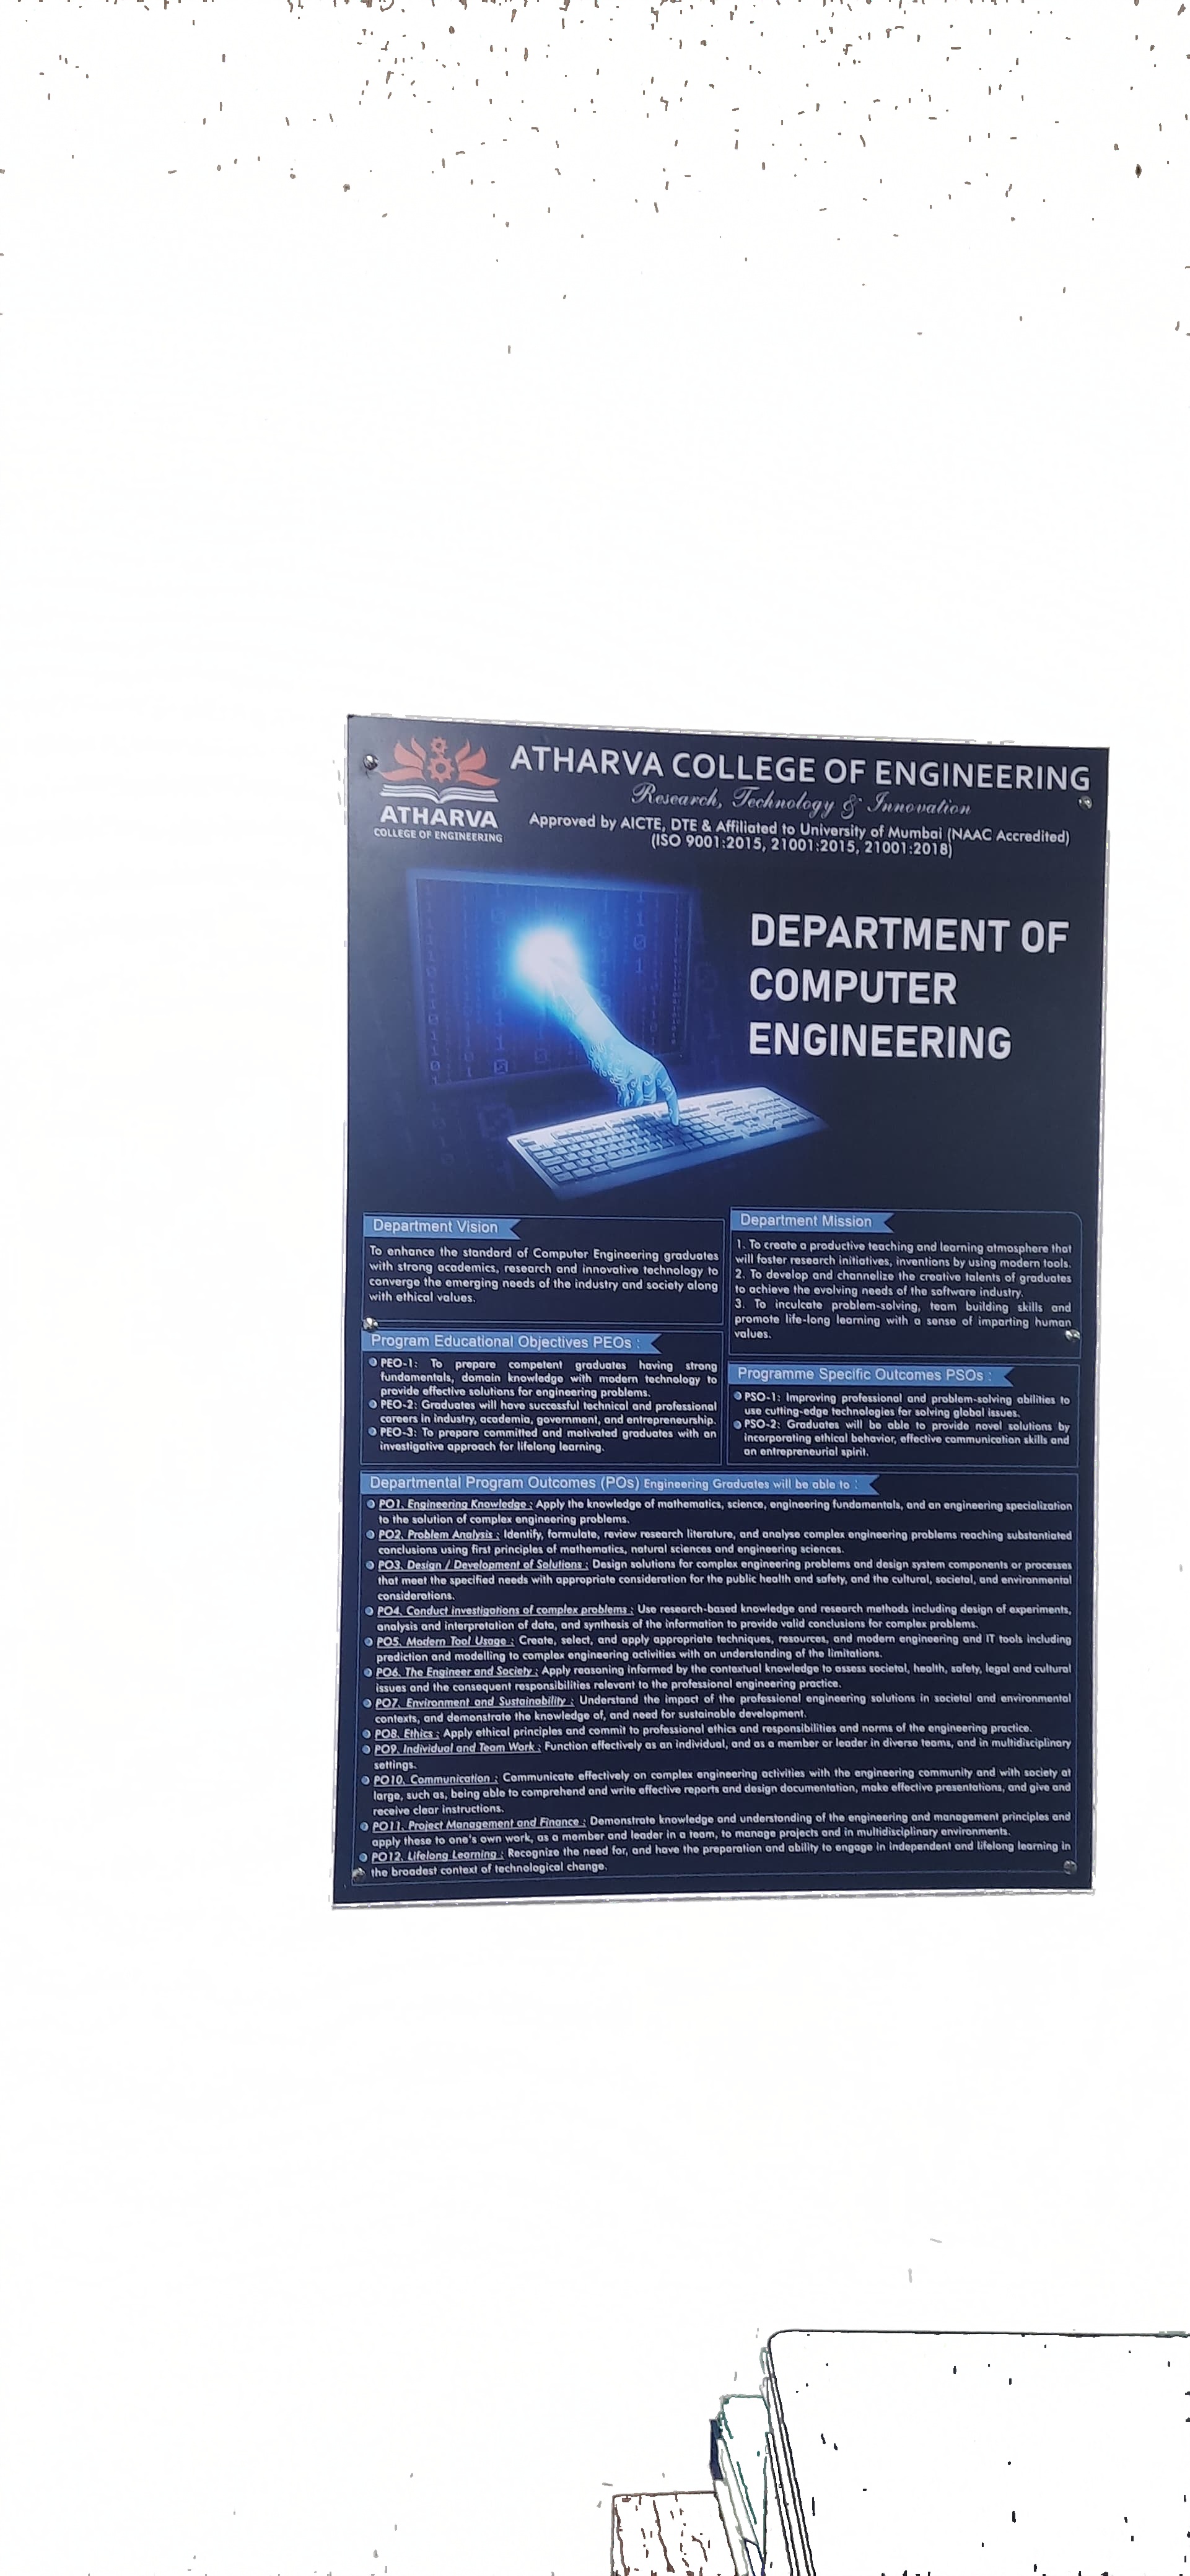 ATHARVA COLLEGE OF ENGINEERING
Research, Technology & Innovation
ATHARVA
COLLEGE OF ENGINEERING
Approved by AICTE, DTE & Affiliated to University of Mumbai (NAAC Accredited)
(ISO 9001:2015, 21001:2015, 21001:2018)
DEPARTMENT OF
COMPUTER
ENGINEERING
Department Vision
To enhance the standard of Computer Engineering graduates
with strong academics, research and innovative technology to
converge the emerging needs of the industry and society along
with ethical values.
Department Mission
1. To create a productive teaching and learning atmosphere that
will foster research initiatives, inventions by using modern tools.
2. To develop and channelize the creative talents of graduates
to achieve the evolving needs of the software industry.
3. To inculcate problem-solving, team building skills and
promote life-long learning with a sense of imparting human
values.
Program Educational Objectives PEOs :
PEO-1: To prepare competent graduates having strong
fundamentals, domain knowledge with modern technology to
provide effective solutions for engineering problems.
PEO-2: Graduates will have successful technical and professional
careers in industry, academia, government, and entrepreneurship.
PEO-3: To prepare committed and motivated graduates with an
investigative approach for lifelong learning.
Programme Specific Outcomes PSOs :
PSO-1: Improving professional and problem-solving abilities to
use cutting-edge technologies for solving global issues.
PSO-2: Graduates will be able to provide novel solutions by
incorporating ethical behavior, effective communication skills and
an entrepreneurial spirit.
Departmental Program Outcomes (POs) Engineering Graduates will be able to :
PO1. Engineering Knowledge : Apply the knowledge of mathematics, science, engineering fundamentals, and an engineering specialization
to the solution of complex engineering problems.
PO2. Problem Analysis : Identify, formulate, review research literature, and analyse complex engineering problems reaching substantiated
conclusions using first principles of mathematics, natural sciences and engineering sciences.
PO3. Design / Development of Solutions : Design solutions for complex engineering problems and design system components or processes
that meet the specified needs with appropriate consideration for the public health and safety, and the cultural, societal, and environmental
considerations.
PO4. Conduct investigations of complex problems : Use research-based knowledge and research methods including design of experiments,
analysis and interpretation of data, and synthesis of the information to provide valid conclusions for complex problems.
PO5. Modern Tool Usage : Create, select, and apply appropriate techniques, resources, and modern engineering and IT tools including
prediction and modelling to complex engineering activities with an understanding of the limitations.
PO6. The Engineer and Society : Apply reasoning informed by the contextual knowledge to assess societal, health, safety, legal and cultural
issues and the consequent responsibilities relevant to the professional engineering practice.
PO7. Environment and Sustainability : Understand the impact of the professional engineering solutions in societal and environmental
contexts, and demonstrate the knowledge of, and need for sustainable development.
PO8. Ethics : Apply ethical principles and commit to professional ethics and responsibilities and norms of the engineering practice.
PO9. Individual and Team Work : Function effectively as an individual, and as a member or leader in diverse teams, and in multidisciplinary
settings.
PO10. Communication : Communicate effectively on complex engineering activities with the engineering community and with society at
large, such as, being able to comprehend and write effective reports and design documentation, make effective presentations, and give and
receive clear instructions.
PO11. Project Management and Finance : Demonstrate knowledge and understanding of the engineering and management principles and
apply these to one's own work, as a member and leader in a team, to manage projects and in multidisciplinary environments.
PO12. Lifelong Learning : Recognize the need for, and have the preparation and ability to engage in independent and lifelong learning in
the broadest context of technological change.